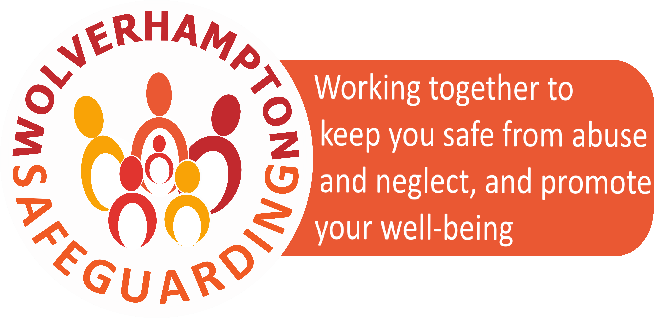 WOLVERHAMPTON
SAFEGUARDING
Working together to
keep you safe from abuse
and neglect, and promote
your well-being